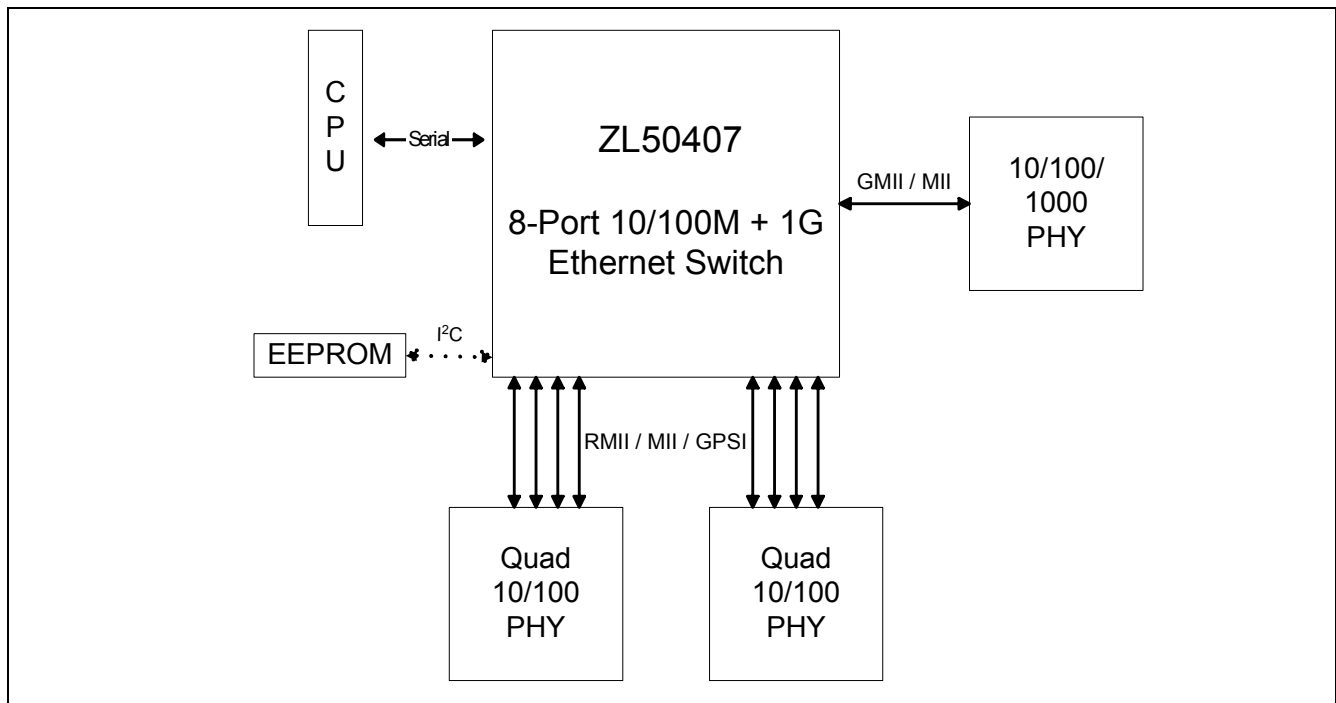 C
P
U
Serial
ZL50407
8-Port 10/100M + 1G
Ethernet Switch
GMII / MII
10/100/
1000
PHY
EEPROM
I²C
RMII / MII / GPSI
Quad
10/100
PHY
Quad
10/100
PHY